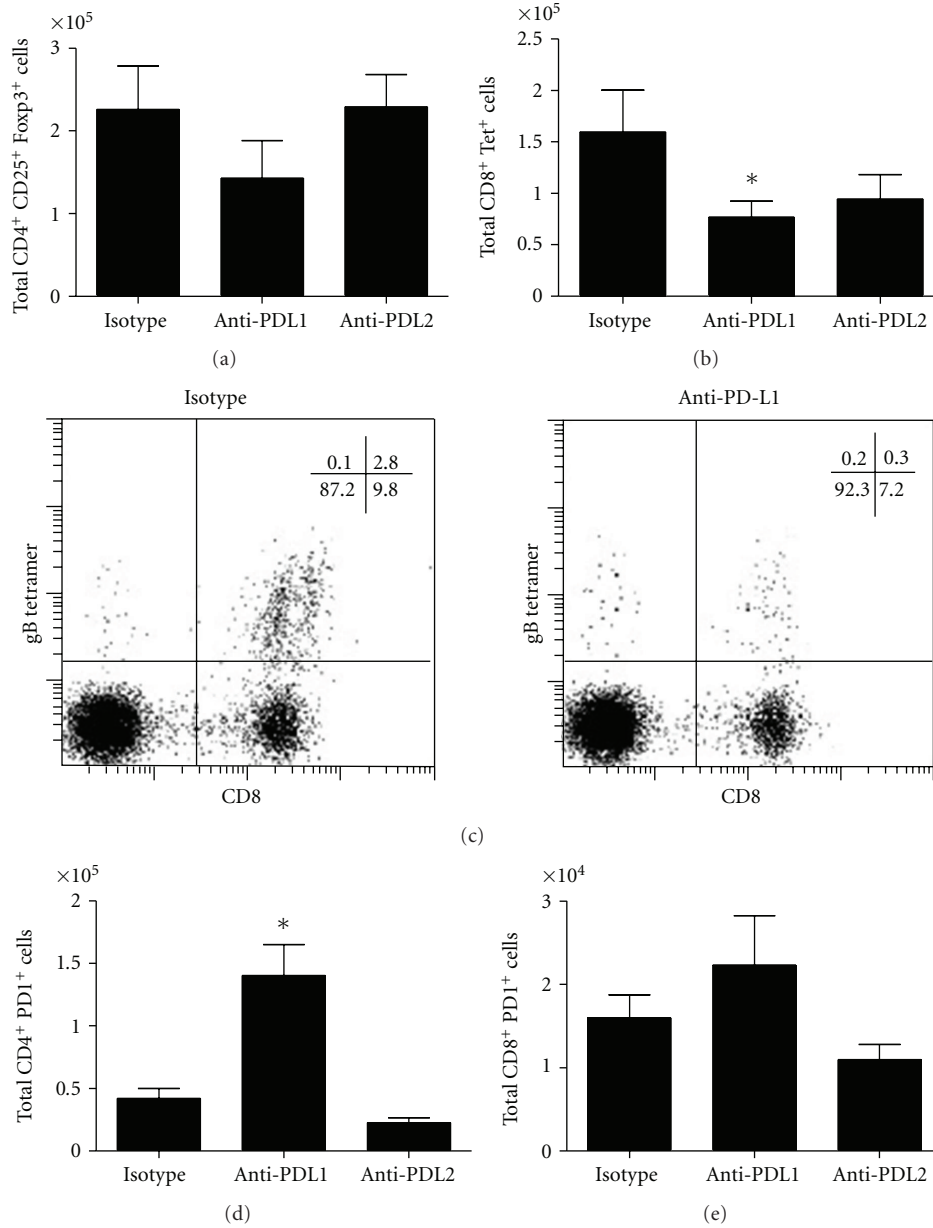 ×10⁵
3
2
1
0
Total CD4⁺ CD25⁺ Foxp3⁺ cells
Isotype Anti-PDL1 Anti-PDL2
(a)
×10⁵
2.5
2
1.5
1
0.5
0
Total CD8⁺ Tet⁺ cells
*
Isotype Anti-PDL1 Anti-PDL2
(b)
Isotype
0.1 2.8
87.2 9.8
gB tetramer
CD8
Anti-PD-L1
0.2 0.3
92.3 7.2
gB tetramer
CD8
(c)
×10⁵
2
1.5
1
0.5
0
Total CD4⁺ PD1⁺ cells
*
Isotype Anti-PDL1 Anti-PDL2
(d)
×10⁴
3
2
1
0
Total CD8⁺ PD1⁺ cells
Isotype Anti-PDL1 Anti-PDL2
(e)